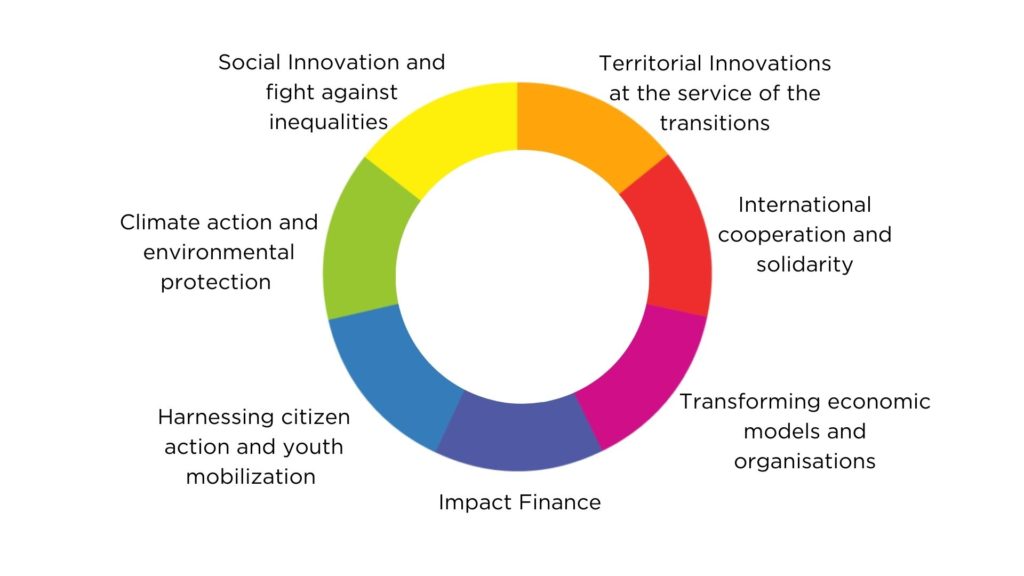 Social Innovation and
fight against
inequalities
Territorial Innovations
at the service of the
transitions
International
cooperation and
solidarity
Transforming economic
models and
organisations
Impact Finance
Harnessing citizen
action and youth
mobilization
Climate action and
environmental
protection